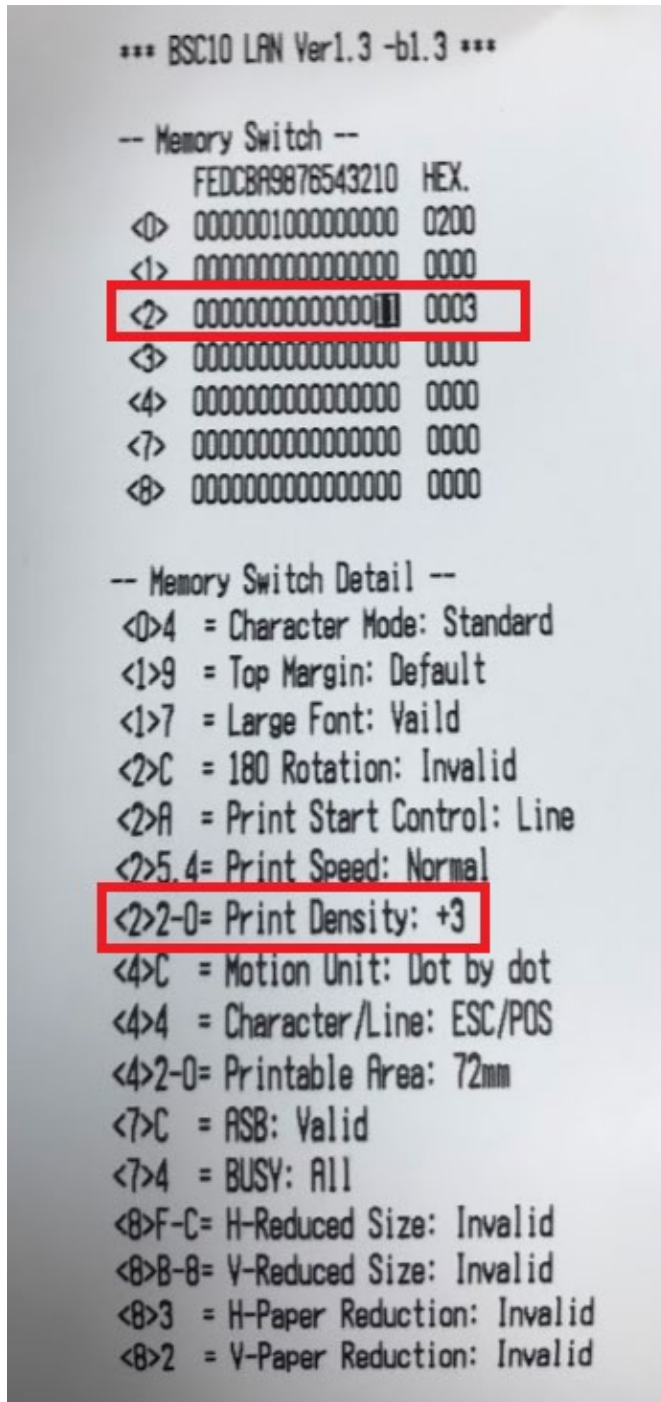 *** BSC10 LAN Ver1.3 -b1.3 ***
-- Memory Switch --
FEDCBA9876543210 HEX.
<0> 0000001000000000 0200
<1> 0000000000000000 0000
<2> 0000000000000011 0003
<3> 0000000000000000 0000
<4> 0000000000000000 0000
<7> 0000000000000000 0000
<8> 0000000000000000 0000
-- Memory Switch Detail --
<0>4 = Character Mode: Standard
<1>9 = Top Margin: Default
<1>7 = Large Font: Vaild
<2>C = 180 Rotation: Invalid
<2>A = Print Start Control: Line
<2>5.4= Print Speed: Normal
<2>2-0= Print Density: +3
<4>C = Motion Unit: Dot by dot
<4>4 = Character/Line: ESC/POS
<4>2-0= Printable Area: 72mm
<7>C = ASB: Valid
<7>4 = BUSY: All
<8>F-C= H-Reduced Size: Invalid
<8>B-8= V-Reduced Size: Invalid
<8>3 = H-Paper Reduction: Invalid
<8>2 = V-Paper Reduction: Invalid